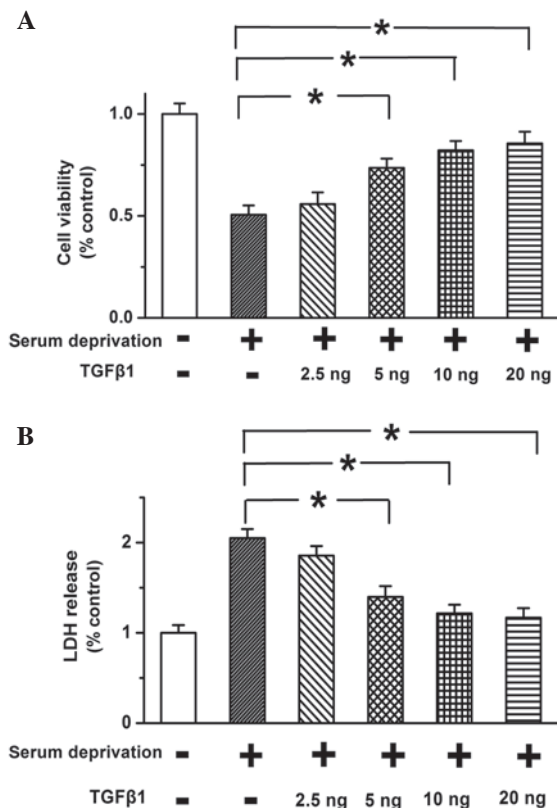 A
*
*
*
Cell viability
(% control)
1.0
0.5
0.0
Serum deprivation - + + + + +
TGFβ1 - - 2.5 ng 5 ng 10 ng 20 ng
B
*
*
*
LDH release
(% control)
2
1
0
Serum deprivation - + + + + +
TGFβ1 - - 2.5 ng 5 ng 10 ng 20 ng